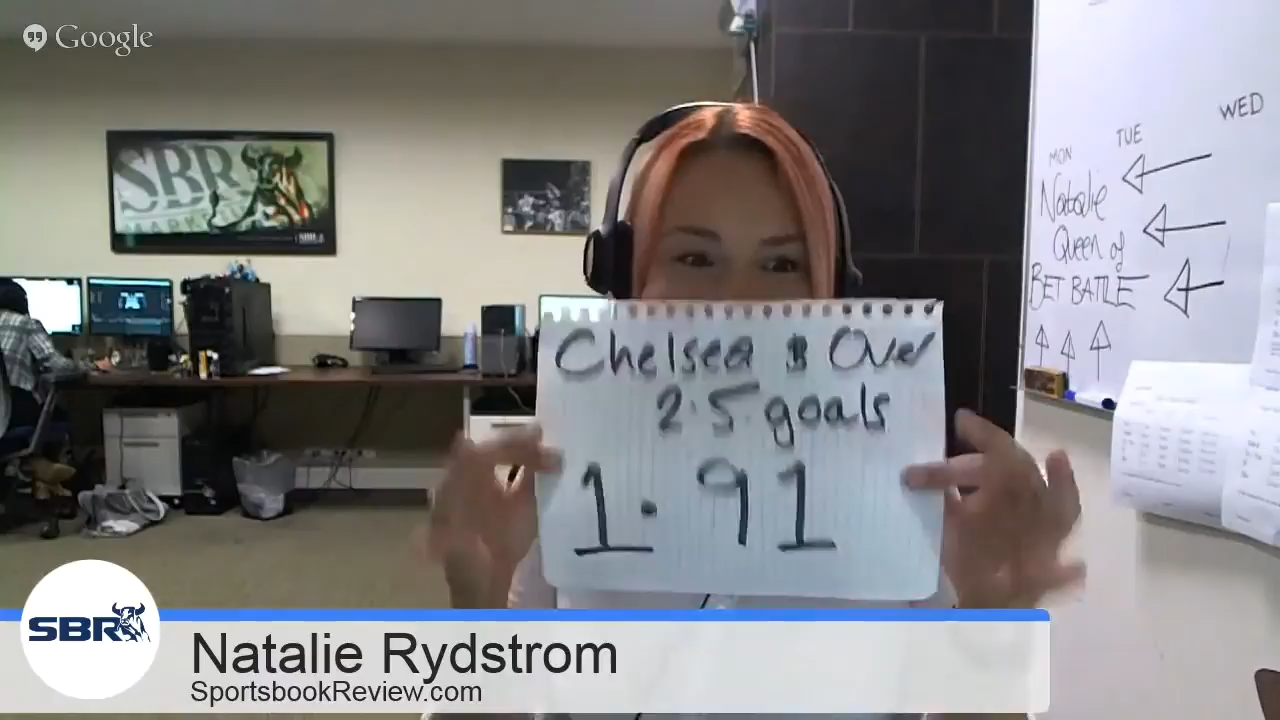 Google
SBR
SBR
WED
TUE
MON
Natalie
Queen of
BET BATTLE
Chelsea & Over
2.5 goals
1.91
SBR
Natalie Rydstrom
SportsbookReview.com